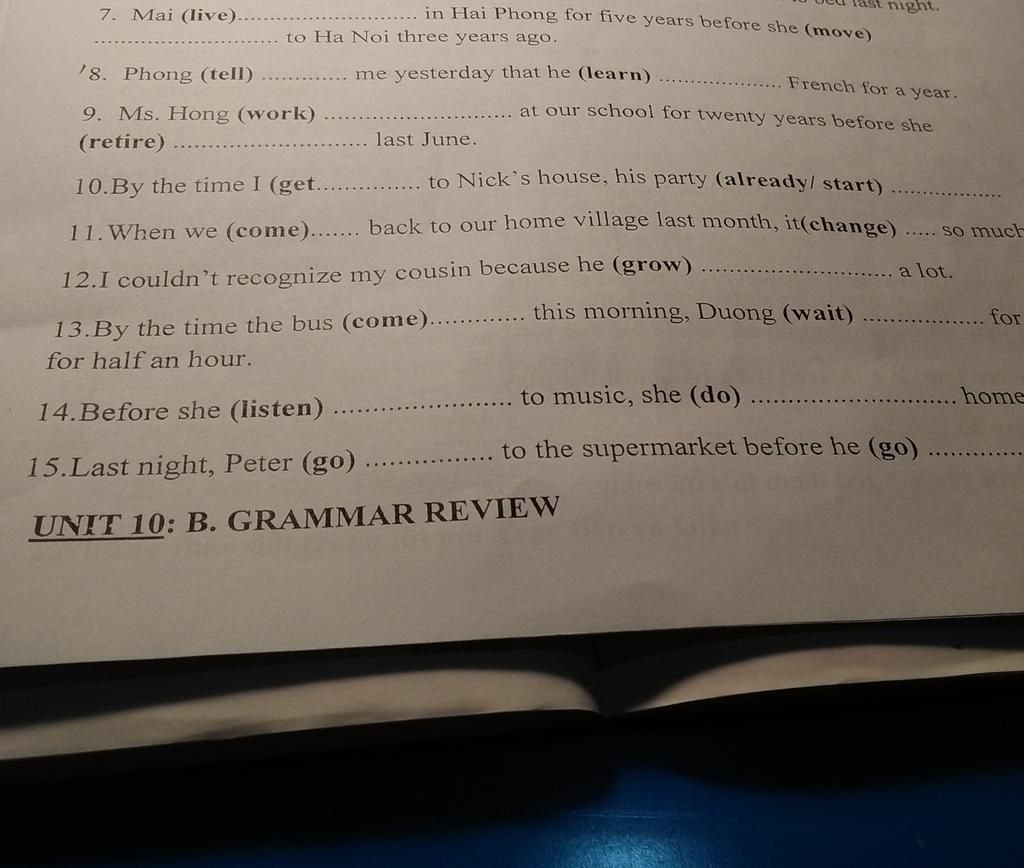 last night.
7. Mai (live)............................. in Hai Phong for five years before she (move)
.............................. to Ha Noi three years ago.
8. Phong (tell) .............. me yesterday that he (learn) .................... French for a year.
9. Ms. Hong (work) .............................. at our school for twenty years before she
(retire) .............................. last June.
10.By the time I (get................ to Nick's house, his party (already/ start) ..................
11.When we (come)....... back to our home village last month, it(change) ..... so much
12.I couldn't recognize my cousin because he (grow) .............................. a lot.
13.By the time the bus (come)............... this morning, Duong (wait) ................... for
for half an hour.
14.Before she (listen) .......................... to music, she (do) .............................. home
15.Last night, Peter (go) ................. to the supermarket before he (go) .............
UNIT 10: B. GRAMMAR REVIEW